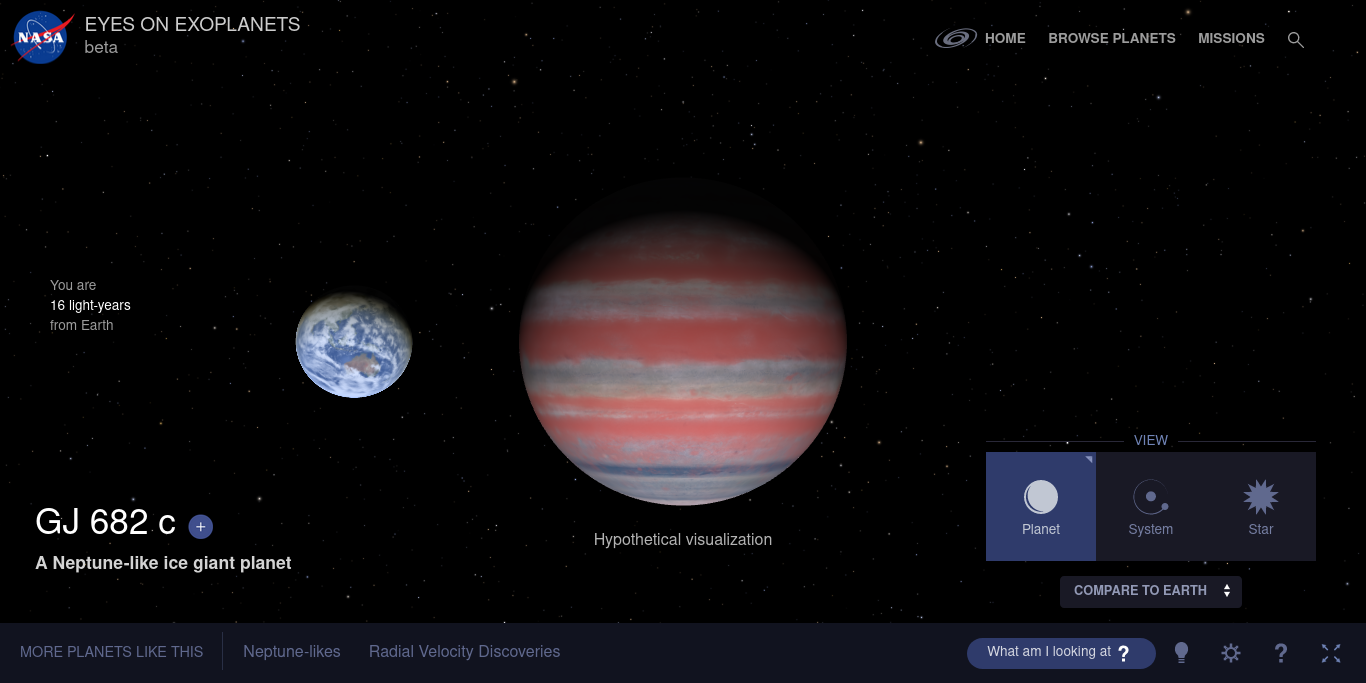 NASA
EYES ON EXOPLANETS
beta
HOME
BROWSE PLANETS
MISSIONS
You are
16 light-years
from Earth
VIEW
Planet
System
Star
GJ 682 c +
A Neptune-like ice giant planet
Hypothetical visualization
COMPARE TO EARTH
MORE PLANETS LIKE THIS
Neptune-likes
Radial Velocity Discoveries
What am I looking at ?
?